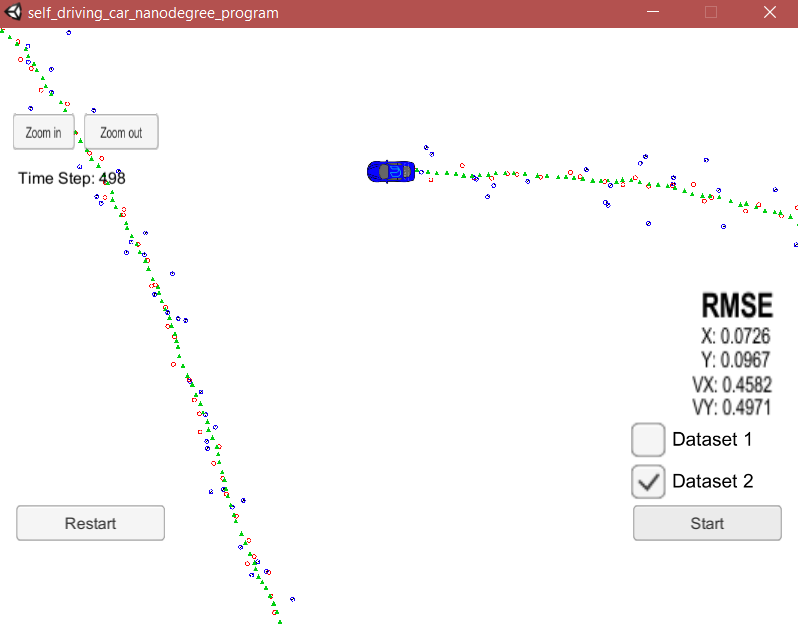 self_driving_car_nanodegree_program
Zoom in
Zoom out
Time Step: 498
RMSE
X: 0.0726
Y: 0.0967
VX: 0.4582
VY: 0.4971
Dataset 1
Dataset 2
Restart
Start